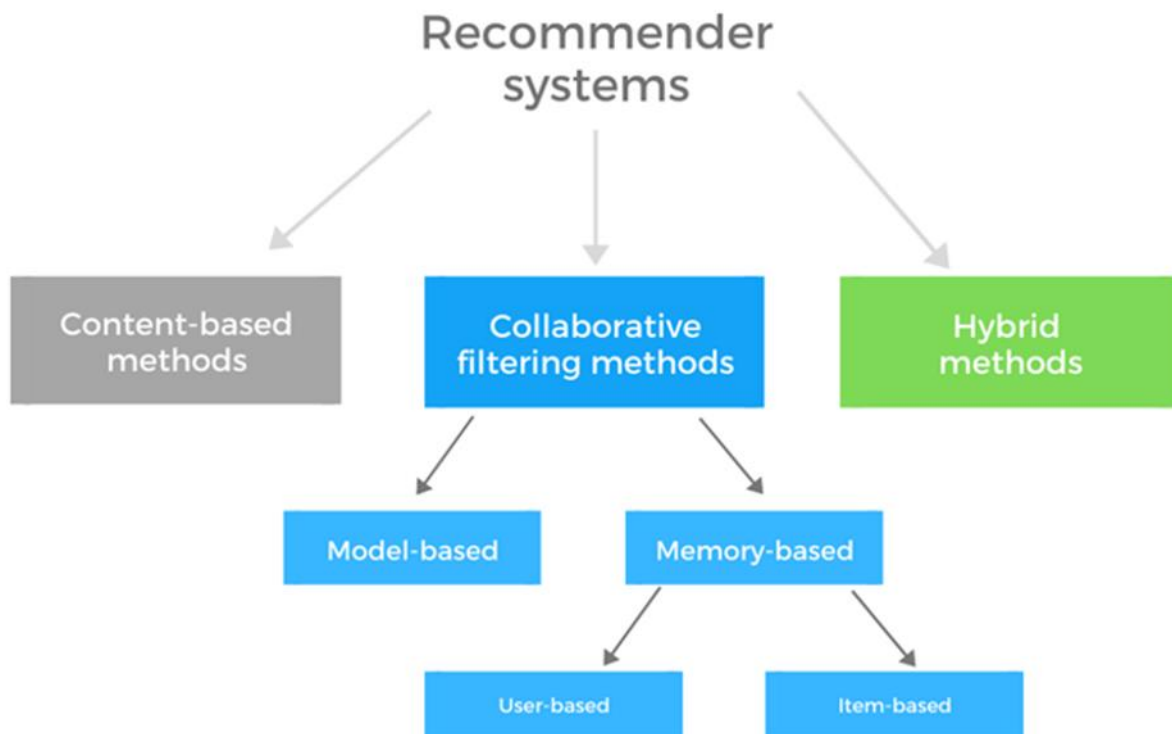 Recommender
systems
Content-based
methods
Collaborative
filtering methods
Hybrid
methods
Model-based
Memory-based
User-based
Item-based